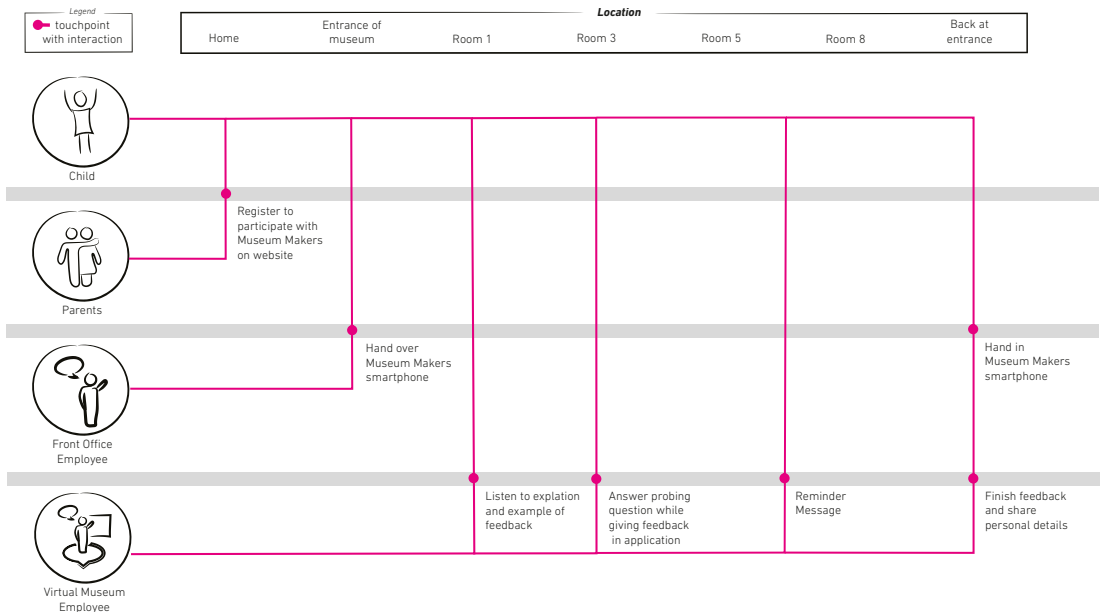 Legend
touchpoint
with interaction
Location
Home
Entrance of
museum
Room 1
Room 3
Room 5
Room 8
Back at
entrance
Child
Register to
participate with
Museum Makers
on website
Parents
Hand over
Museum Makers
smartphone
Hand in
Museum Makers
smartphone
Front Office
Employee
Listen to explation
and example of
feedback
Answer probing
question while
giving feedback
in application
Reminder
Message
Finish feedback
and share
personal details
Virtual Museum
Employee